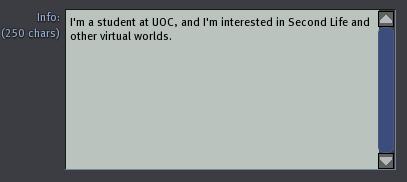 Info:
(250 chars)
I'm a student at UOC, and I'm interested in Second Life and
other virtual worlds.